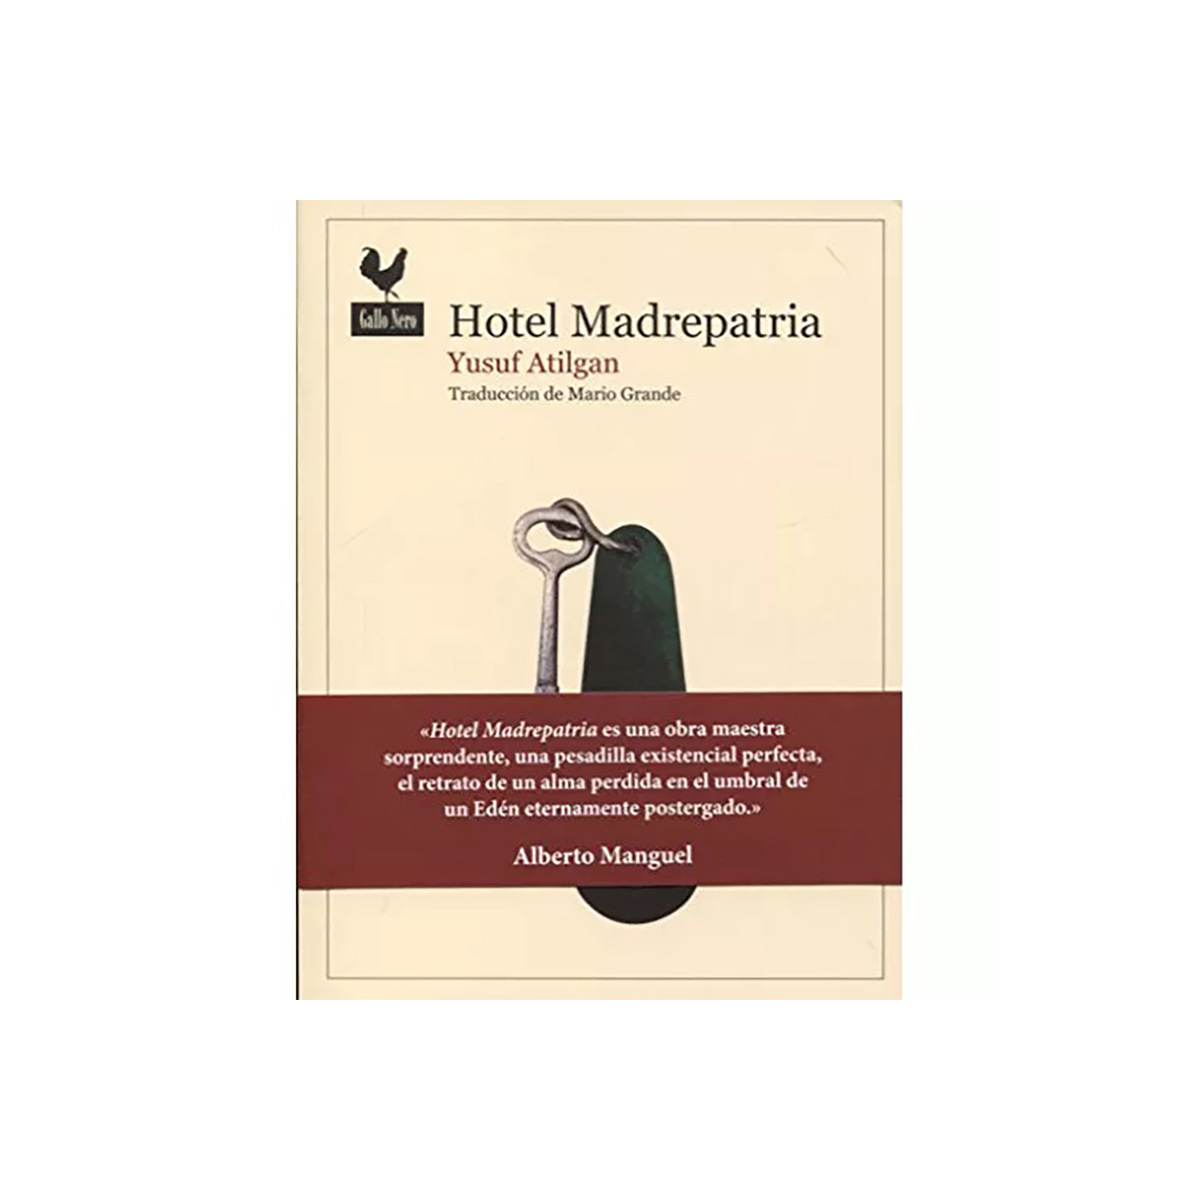 Gallo Nero
Hotel Madrepatria
Yusuf Atilgan
Traducción de Mario Grande
«Hotel Madrepatria es una obra maestra
sorprendente, una pesadilla existencial perfecta,
el retrato de un alma perdida en el umbral de
un Edén eternamente postergado.»
Alberto Manguel